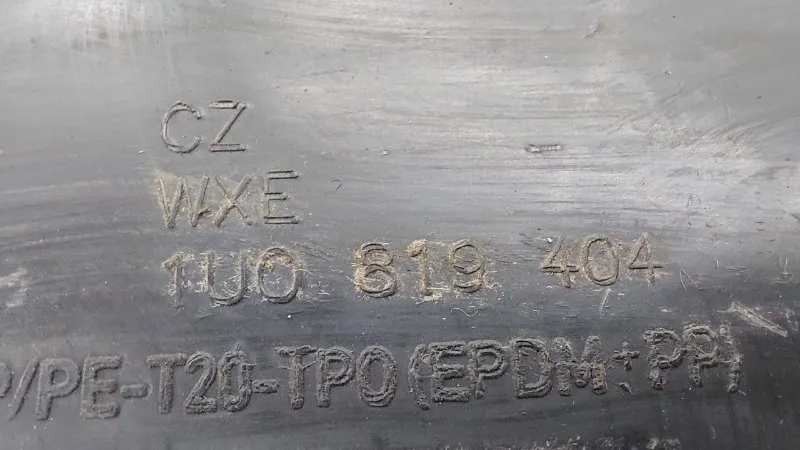 CZ
WXE
1U0 819 404
P/PE-T20-TPO(EPDM+PP)